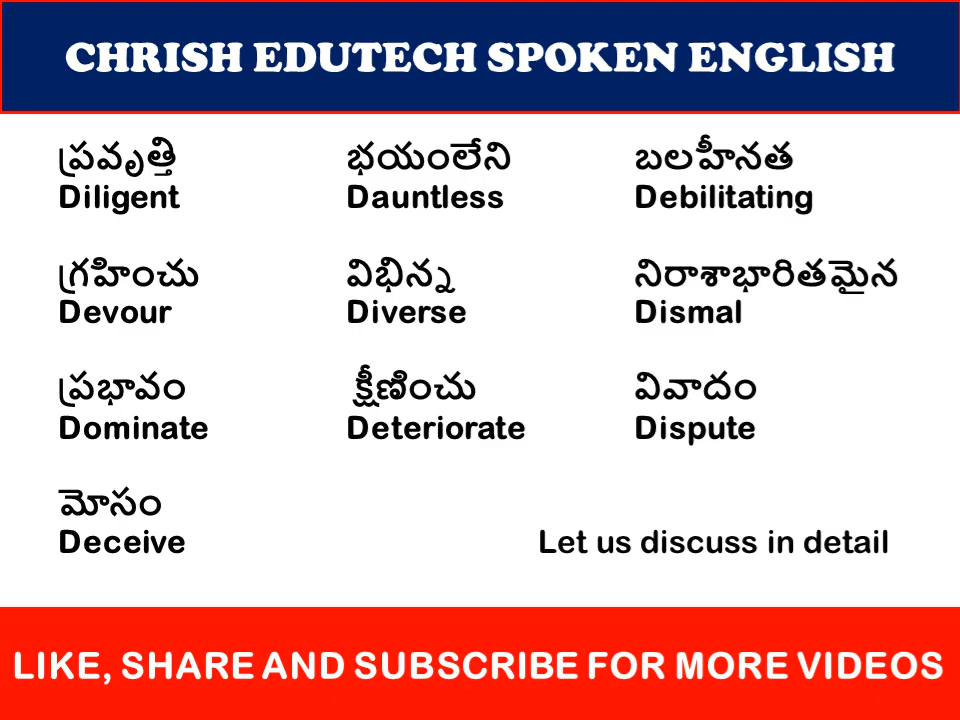 CHRISH EDUTECH SPOKEN ENGLISH
ప్రవృత్తి
Diligent
భయంలేని
Dauntless
బలహీనత
Debilitating
గ్రహించు
Devour
విభిన్న
Diverse
నిరాశాభారితమైన
Dismal
ప్రభావం
Dominate
క్షీణించు
Deteriorate
వివాదం
Dispute
మోసం
Deceive
Let us discuss in detail
LIKE, SHARE AND SUBSCRIBE FOR MORE VIDEOS